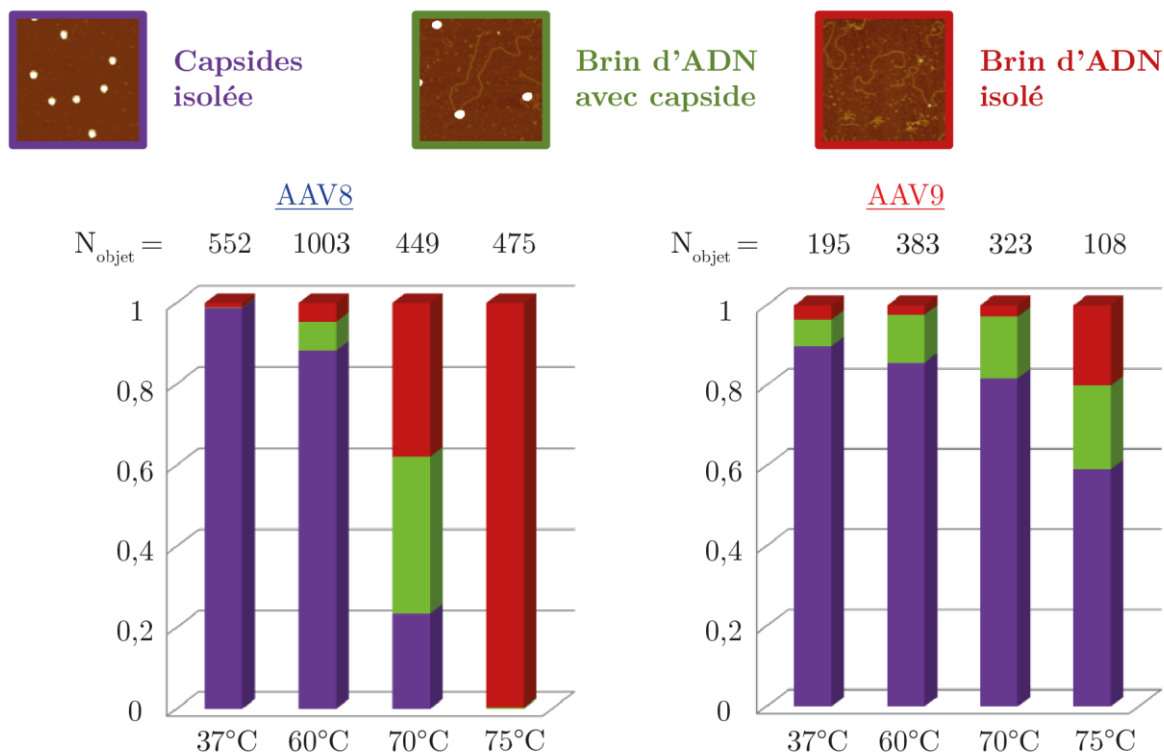 Capsides
isolée
Brin d'ADN
avec capside
Brin d'ADN
isolé
AAV8
N objet = 552 1003 449 475
1
0,8
0,6
0,4
0,2
0
37°C 60°C 70°C 75°C
AAV9
N objet = 195 383 323 108
1
0,8
0,6
0,4
0,2
0
37°C 60°C 70°C 75°C